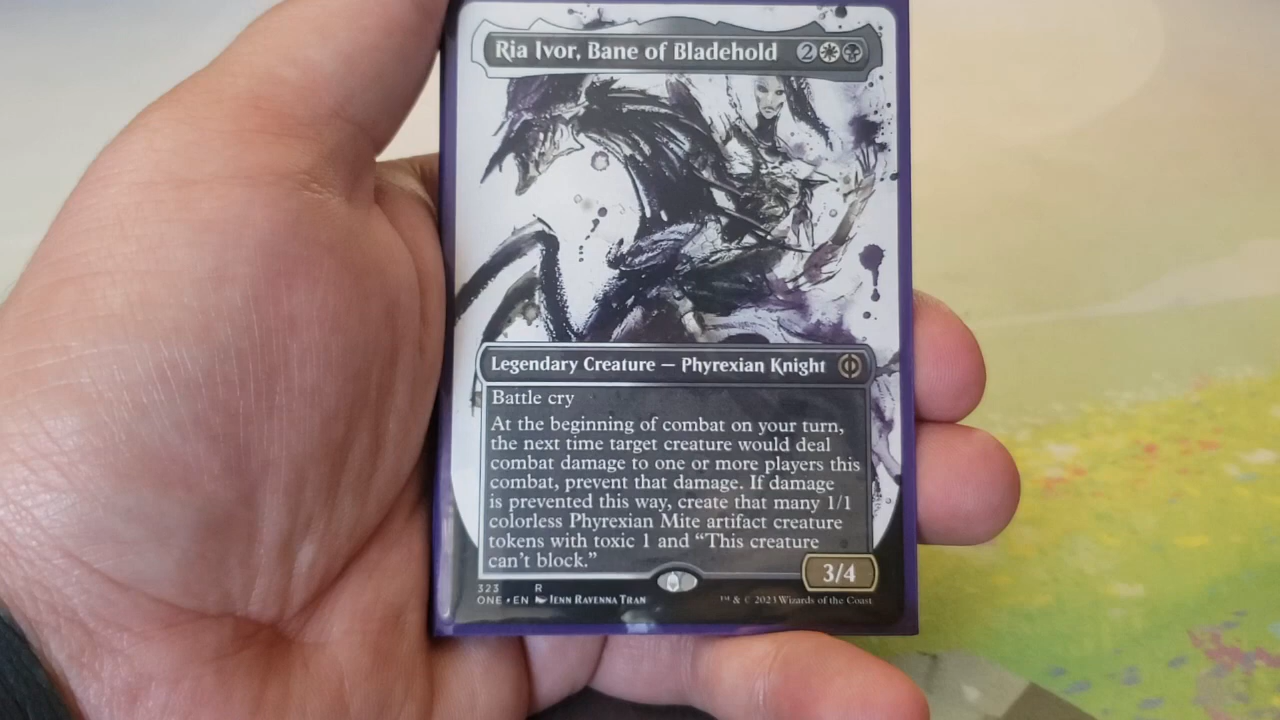 Ria Ivor, Bane of Bladehold 2
Legendary Creature — Phyrexian Knight
Battle cry
At the beginning of combat on your turn,
the next time target creature would deal
combat damage to one or more players this
combat, prevent that damage. If damage
is prevented this way, create that many 1/1
colorless Phyrexian Mite artifact creature
tokens with toxic 1 and “This creature
can't block.”
3/4
323 R
ONE • EN Jenn Ravenna Tran
™ & © 2023 Wizards of the Coast